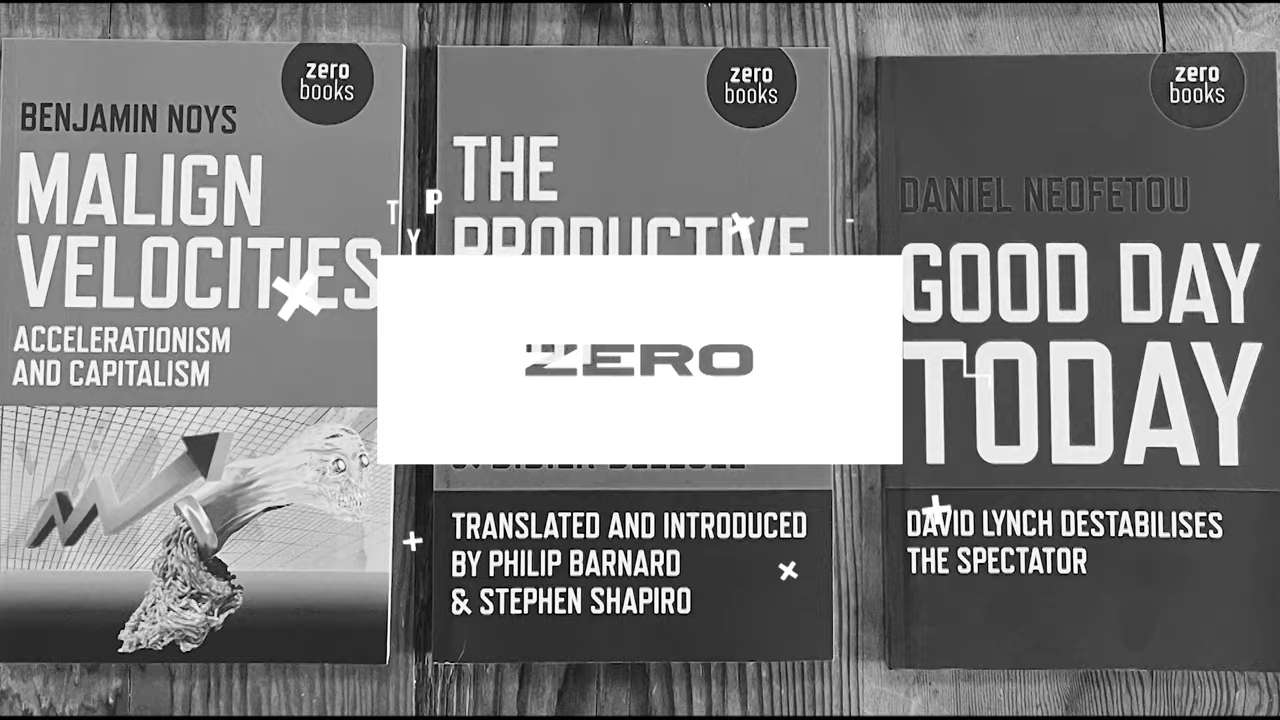 zero
books
BENJAMIN NOYS
MALIGN
VELOCITIES
ACCELERATIONISM
AND CAPITALISM
zero
books
THE
PRODUCTIVE
TRANSLATED AND INTRODUCED
BY PHILIP BARNARD
& STEPHEN SHAPIRO
zero
books
DANIEL NEOFETOU
GOOD DAY
TODAY
DAVID LYNCH DESTABILISES
THE SPECTATOR
T
P
Y
ZERO